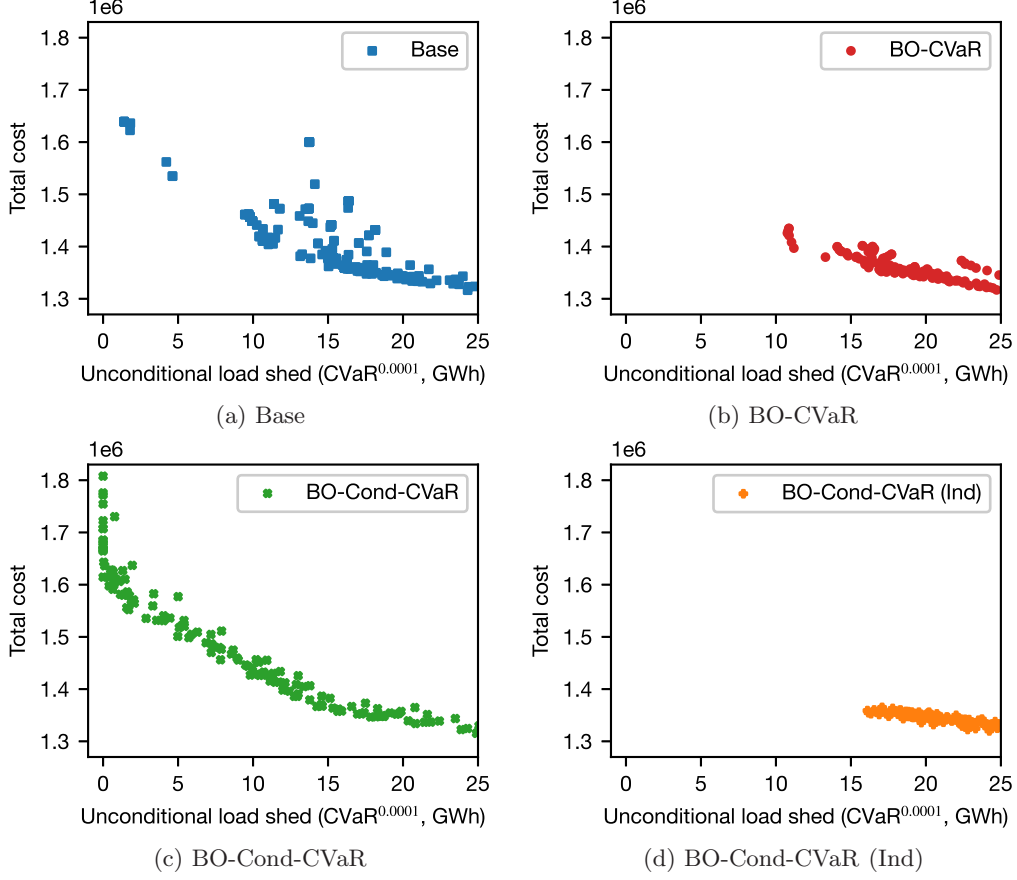 1e6
Base
1.8
1.7
1.6
1.5
1.4
1.3
Total cost
0 5 10 15 20 25
Unconditional load shed (CVaR^0.0001, GWh)
(a) Base
1e6
BO-CVaR
1.8
1.7
1.6
1.5
1.4
1.3
Total cost
0 5 10 15 20 25
Unconditional load shed (CVaR^0.0001, GWh)
(b) BO-CVaR
1e6
BO-Cond-CVaR
1.8
1.7
1.6
1.5
1.4
1.3
Total cost
0 5 10 15 20 25
Unconditional load shed (CVaR^0.0001, GWh)
(c) BO-Cond-CVaR
1e6
BO-Cond-CVaR (Ind)
1.8
1.7
1.6
1.5
1.4
1.3
Total cost
0 5 10 15 20 25
Unconditional load shed (CVaR^0.0001, GWh)
(d) BO-Cond-CVaR (Ind)